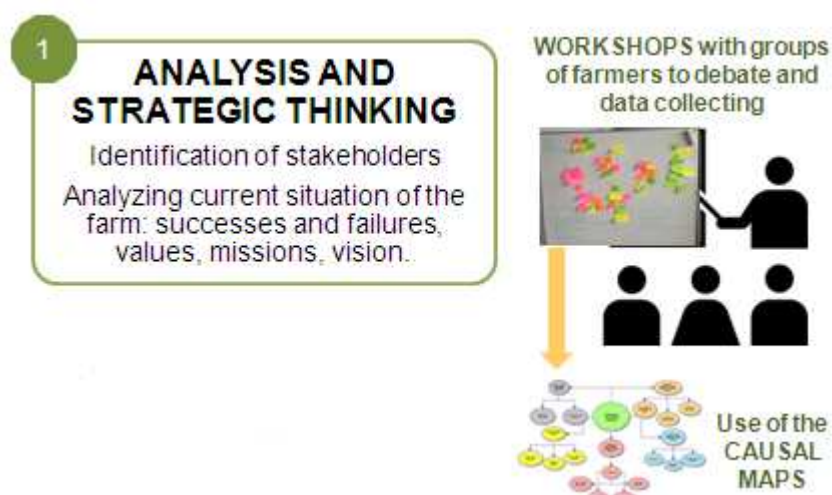 1
ANALYSIS AND
STRATEGIC THINKING
Identification of stakeholders
Analyzing current situation of the
farm: successes and failures,
values, missions, vision.
WORKSHOPS with groups
of farmers to debate and
data collecting
Use of the
CAUSAL
MAPS